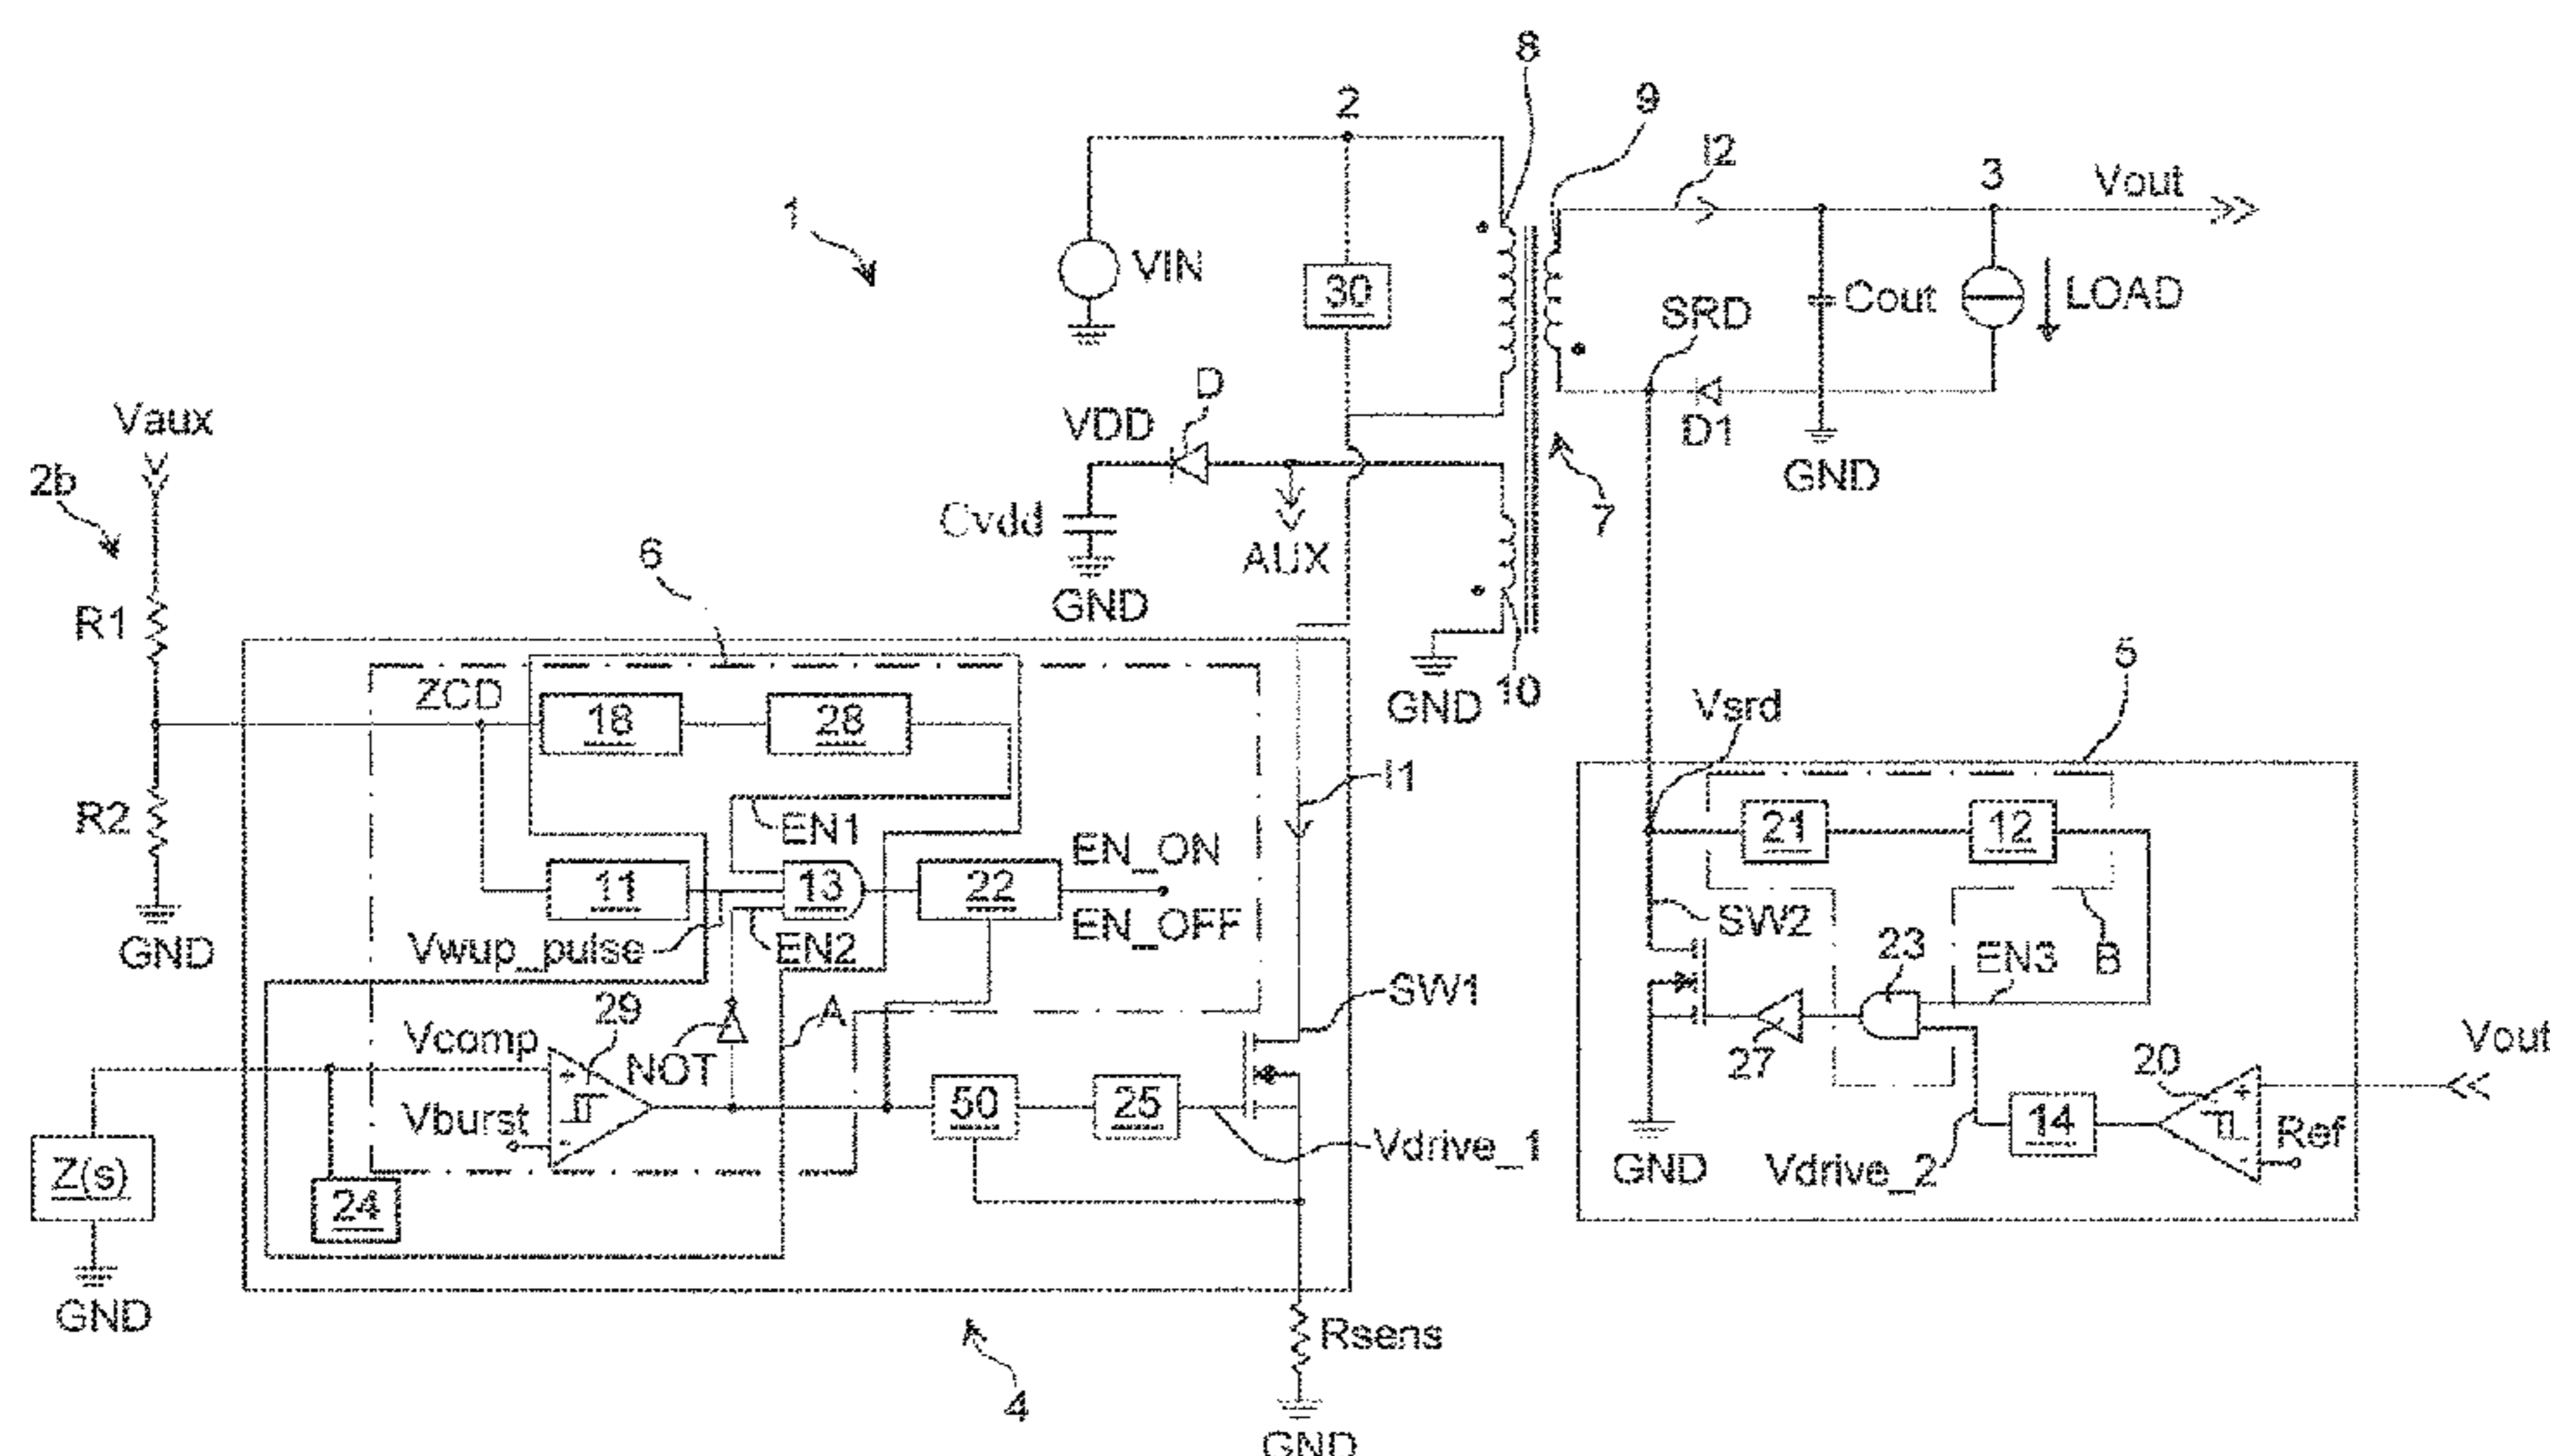 8
2
9
I2
3
Vout
1
VIN
30
Cout
LOAD
SRD
D
D1
VDD
Vaux
GND
2b
7
Cvdd
AUX
6
GND
R1
5
ZCD
10
18
28
GND
Vsrd
I1
R2
EN1
21
12
EN_ON
11
13
22
GND
EN_OFF
SW2
Vwup_pulse
EN2
23
EN3
B
29
A
SW1
Vcomp
NOT
Vout
27
20
+
+
Vburst
50
25
14
Ref
-
-
Vdrive_1
Z(s)
GND
Vdrive_2
24
GND
Rsens
4
GND